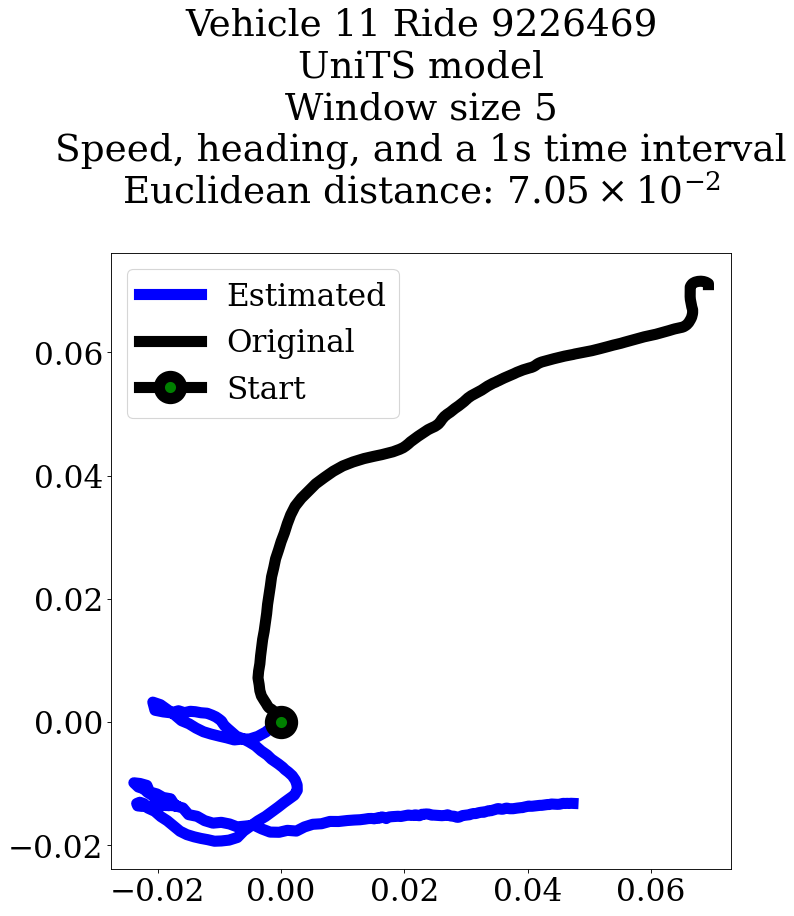 Vehicle 11 Ride 9226469
UniTS model
Window size 5
Speed, heading, and a 1s time interval
Euclidean distance: 7.05 × 10⁻²
Estimated
Original
Start
0.06
0.04
0.02
0.00
−0.02
−0.02 0.00 0.02 0.04 0.06